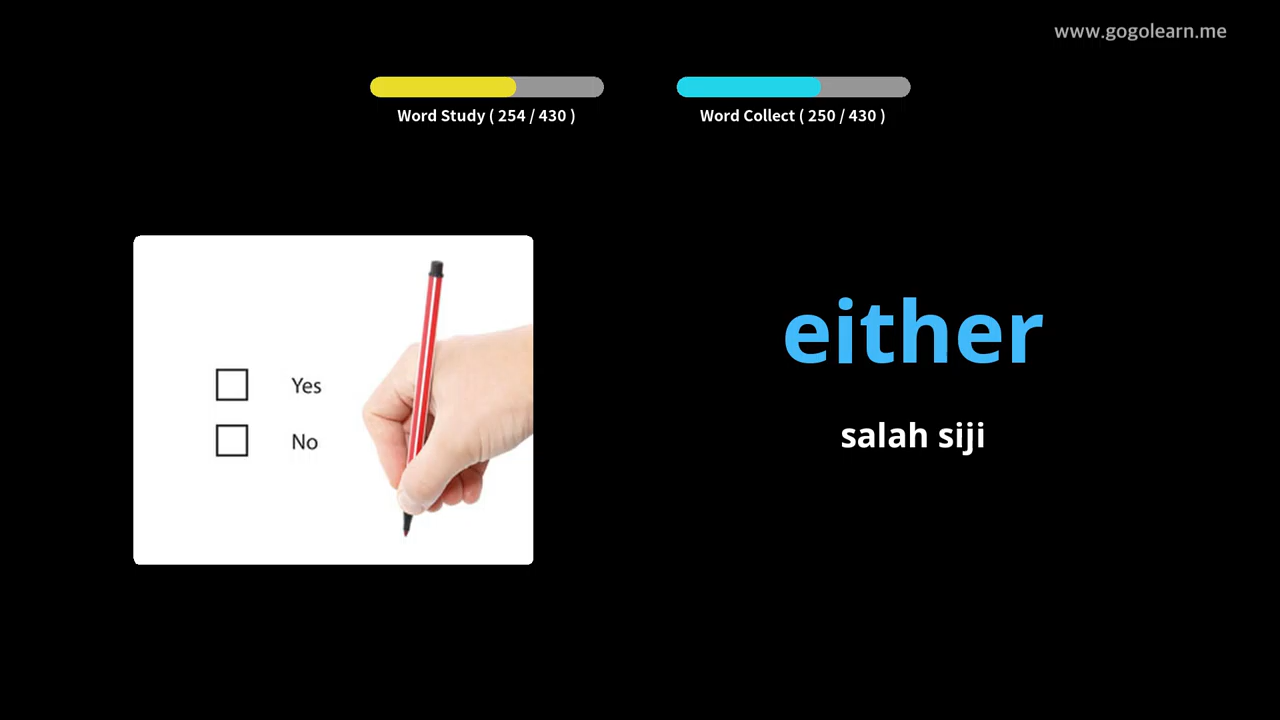 www.gogolearn.me
Word Study ( 254 / 430 )
Word Collect ( 250 / 430 )
Yes
No
either
salah siji